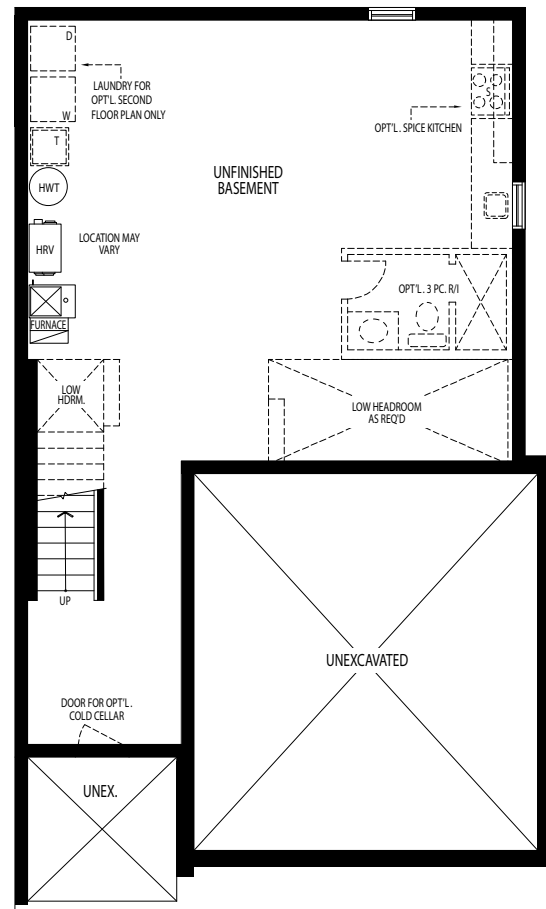 D
LAUNDRY FOR
OPT'L. SECOND
FLOOR PLAN ONLY
W
S
OPT'L. SPICE KITCHEN
T
HWT
UNFINISHED
BASEMENT
HRV
LOCATION MAY
VARY
OPT'L. 3 PC. R/I
FURNACE
LOW
HDRM.
LOW HEADROOM
AS REQ'D
UP
UNEXCAVATED
DOOR FOR OPT'L.
COLD CELLAR
UNEX.